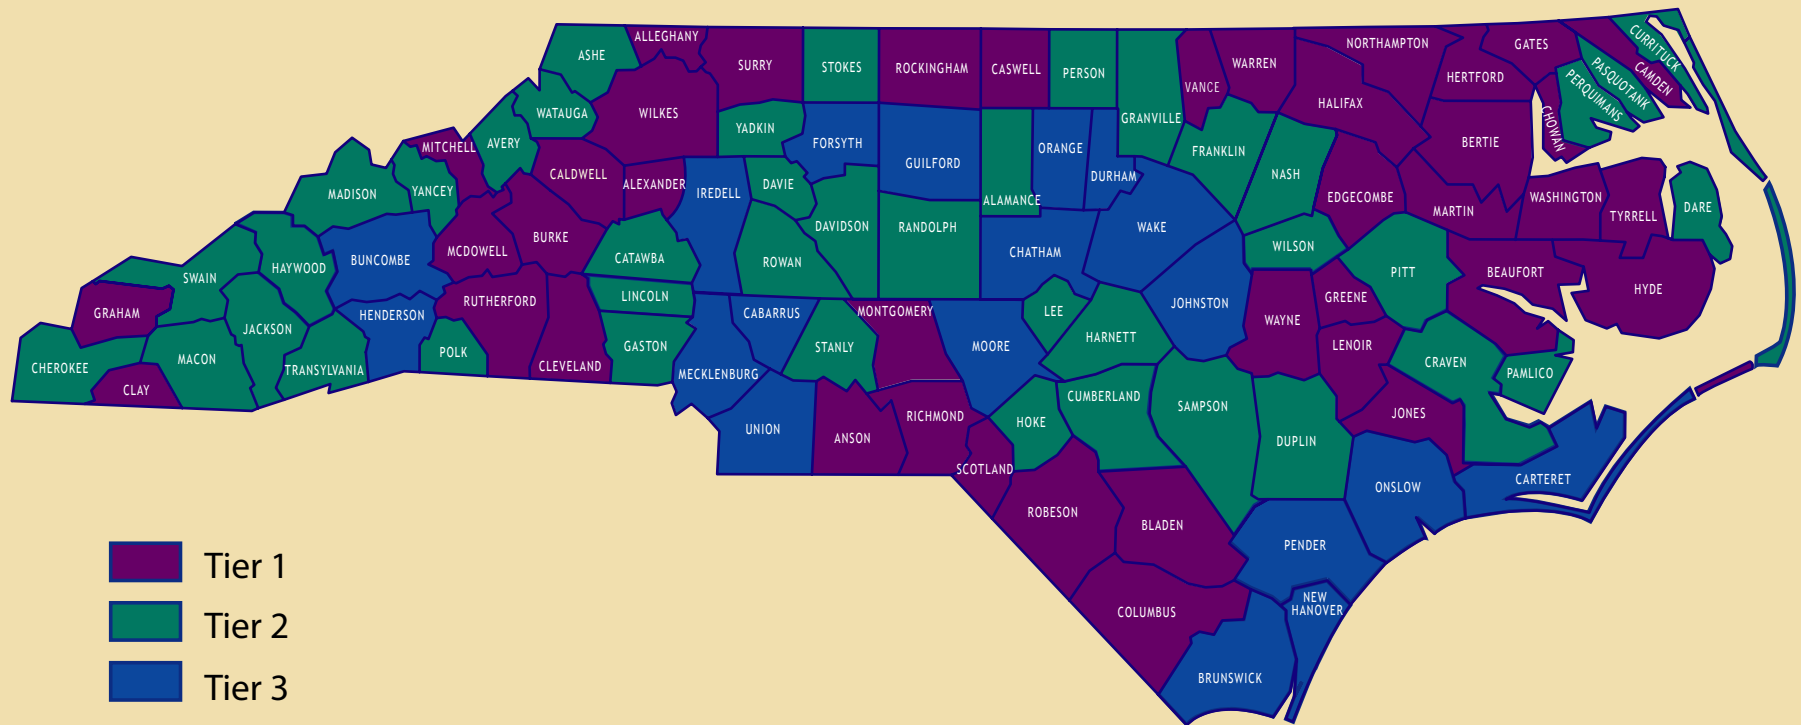 ALLEGHANY
ASHE
SURRY
STOKES
ROCKINGHAM
CASWELL
PERSON
GRANVILLE
VANCE
WARREN
NORTHAMPTON
GATES
CURRITUCK
CAMDEN
PASQUOTANK
PERQUIMANS
CHOWAN
HERTFORD
HALIFAX
BERTIE
WATAUGA
WILKES
YADKIN
FORSYTH
GUILFORD
ALAMANCE
ORANGE
DURHAM
FRANKLIN
NASH
EDGECOMBE
MARTIN
WASHINGTON
TYRRELL
DARE
MITCHELL
AVERY
CALDWELL
ALEXANDER
IREDELL
DAVIE
MADISON
YANCEY
DAVIDSON
RANDOLPH
CHATHAM
WAKE
WILSON
PITT
BEAUFORT
HYDE
BUNCOMBE
MCDOWELL
BURKE
CATAWBA
ROWAN
SWAIN
HAYWOOD
LINCOLN
GRAHAM
JACKSON
HENDERSON
RUTHERFORD
CLEVELAND
GASTON
CABARRUS
STANLY
MONTGOMERY
MOORE
LEE
HARNETT
JOHNSTON
WAYNE
GREENE
LENOIR
CRAVEN
PAMLICO
CHEROKEE
CLAY
MACON
TRANSYLVANIA
POLK
MECKLENBURG
UNION
ANSON
RICHMOND
HOKE
CUMBERLAND
SAMPSON
DUPLIN
JONES
SCOTLAND
ROBESON
BLADEN
ONSLOW
CARTERET
PENDER
COLUMBUS
NEW
HANOVER
BRUNSWICK
Tier 1
Tier 2
Tier 3